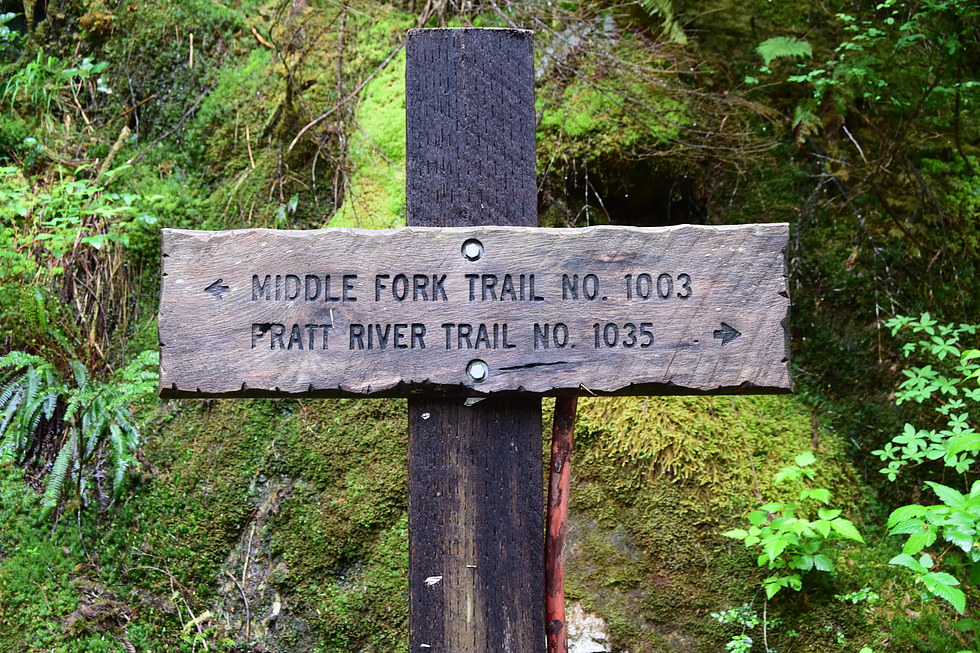 ← MIDDLE FORK TRAIL NO. 1003
PRATT RIVER TRAIL NO. 1035 →